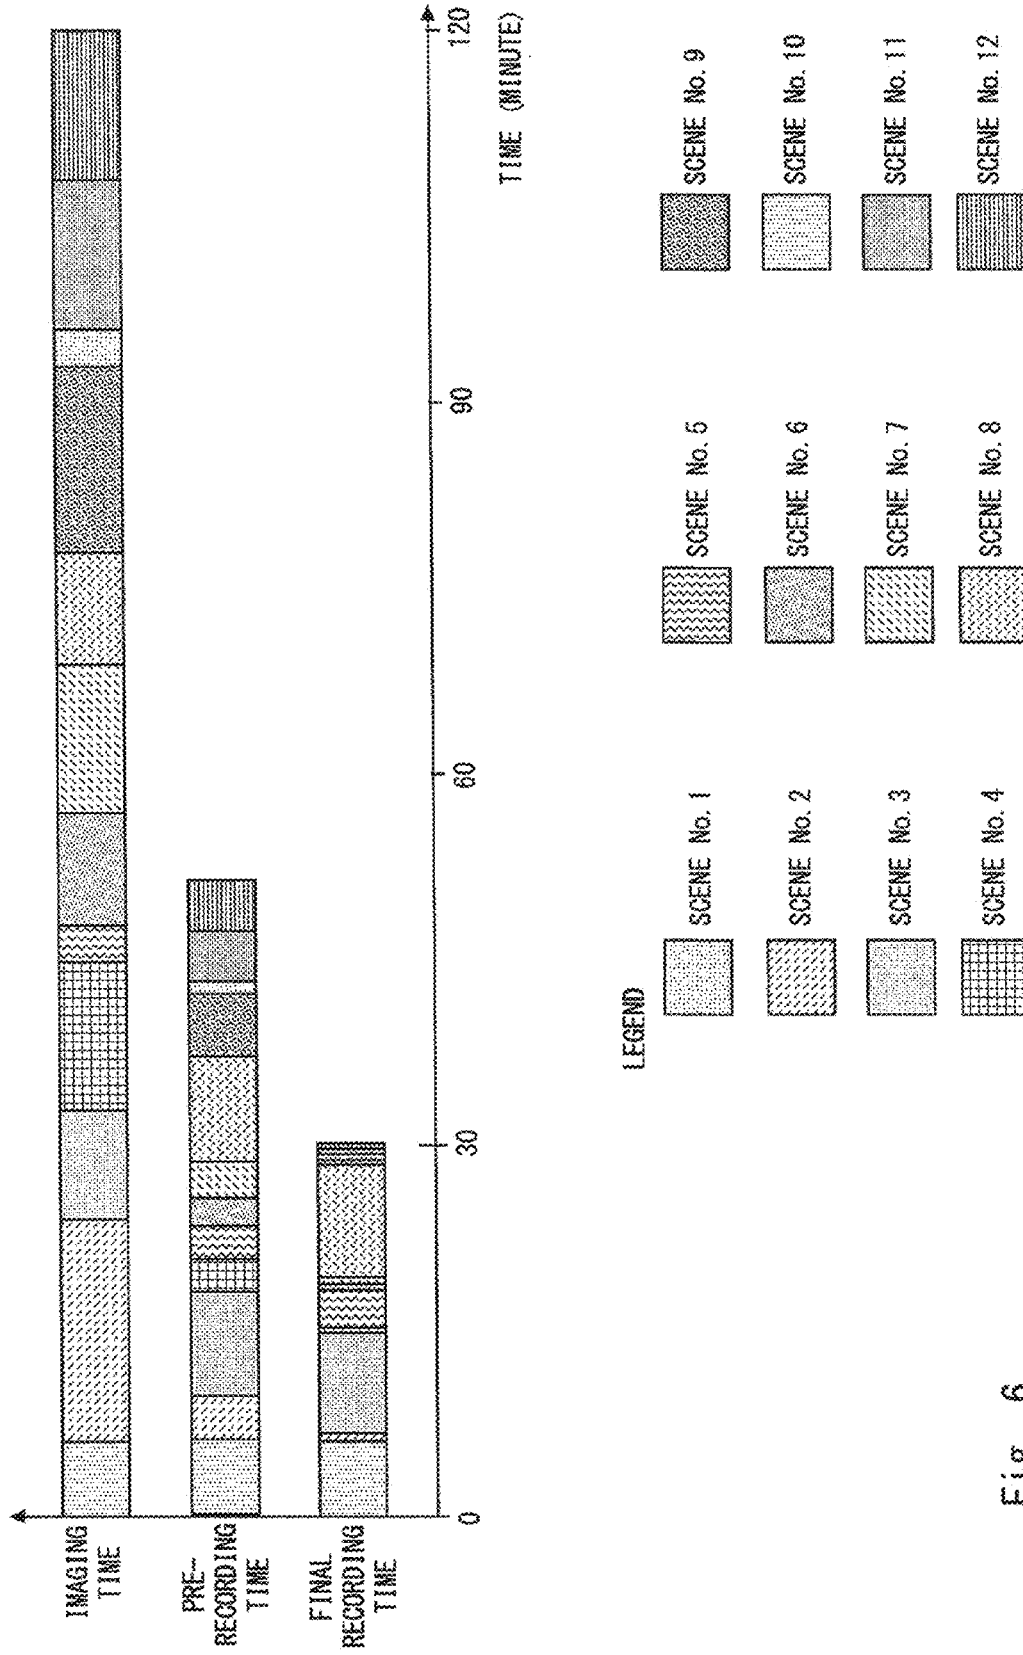 IMAGING
TIME
PRE-
RECORDING
TIME
FINAL
RECORDING
TIME
0
30
60
90
120
TIME (MINUTE)
LEGEND
SCENE No. 1
SCENE No. 2
SCENE No. 3
SCENE No. 4
SCENE No. 5
SCENE No. 6
SCENE No. 7
SCENE No. 8
SCENE No. 9
SCENE No. 10
SCENE No. 11
SCENE No. 12
Fig. 6